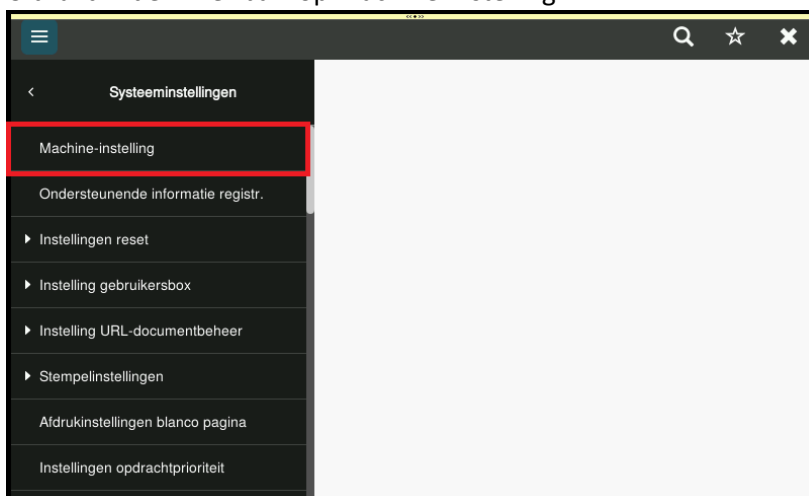 Systeeminstellingen
Machine-instelling
Ondersteunende informatie registr.
Instellingen reset
Instelling gebruikersbox
Instelling URL-documentbeheer
Stempelinstellingen
Afdrukinstellingen blanco pagina
Instellingen opdrachtprioriteit